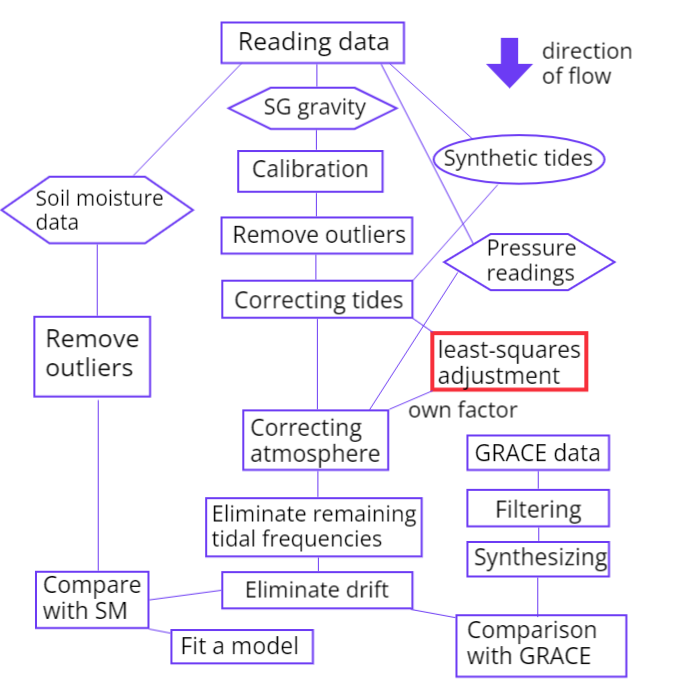 Reading data
direction
of flow
SG gravity
Synthetic tides
Calibration
Soil moisture
data
Remove outliers
Pressure
readings
Correcting tides
Remove
outliers
least-squares
adjustment
own factor
Correcting
atmosphere
GRACE data
Filtering
Eliminate remaining
tidal frequencies
Synthesizing
Compare
with SM
Eliminate drift
Comparison
with GRACE
Fit a model